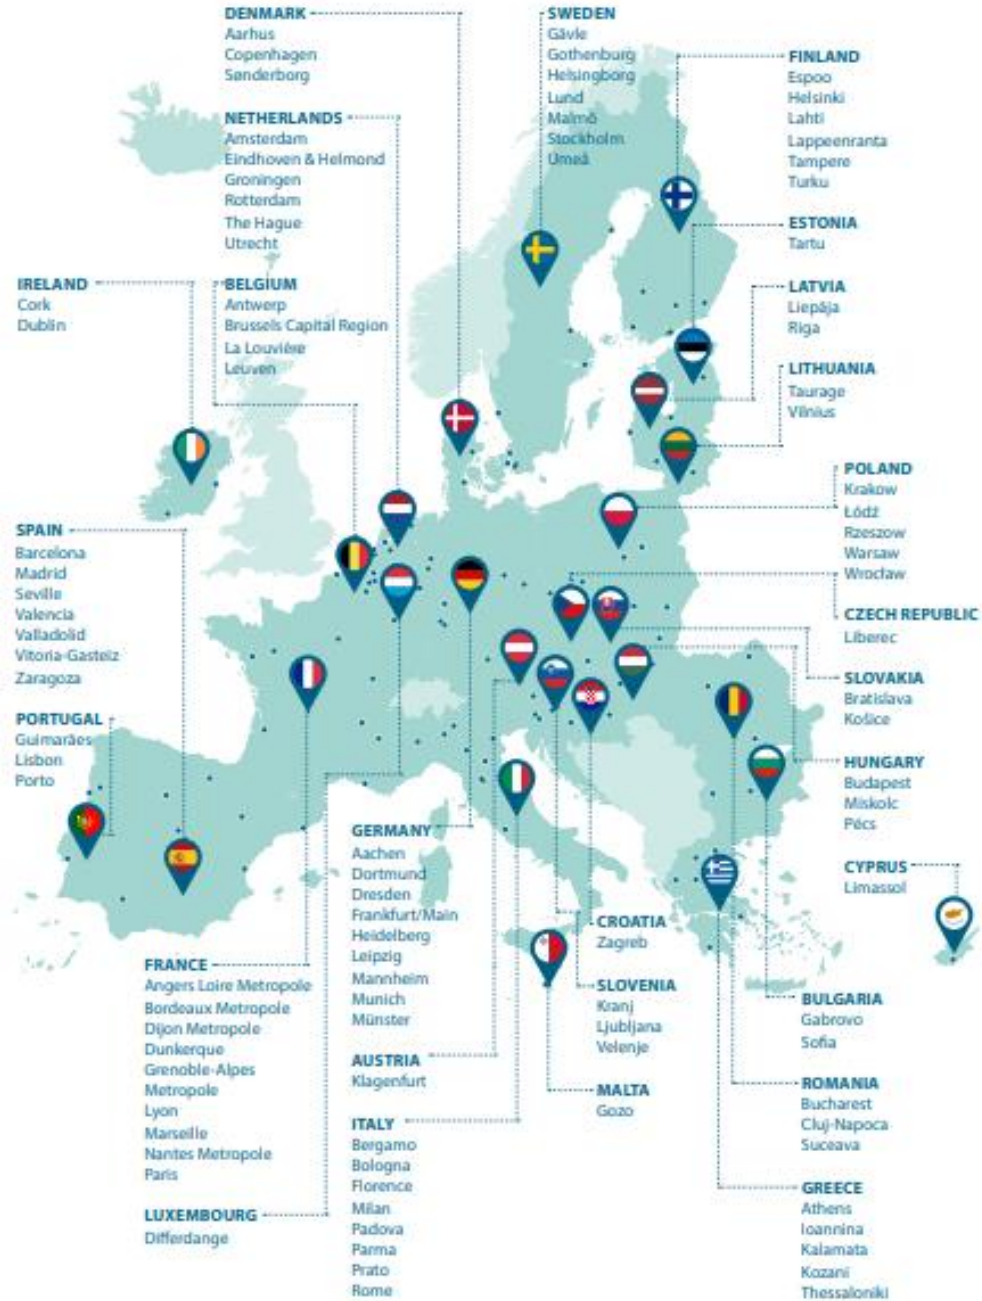 DENMARK
Aarhus
Copenhagen
Sønderborg
SWEDEN
Gävle
Gothenburg
Helsingborg
Lund
Malmö
Stockholm
Umeå
FINLAND
Espoo
Helsinki
Lahti
Lappeenranta
Tampere
Turku
NETHERLANDS
Amsterdam
Eindhoven & Helmond
Groningen
Rotterdam
The Hague
Utrecht
ESTONIA
Tartu
IRELAND
Cork
Dublin
BELGIUM
Antwerp
Brussels Capital Region
La Louvière
Leuven
LATVIA
Liepāja
Riga
LITHUANIA
Taurage
Vilnius
POLAND
Krakow
Łódź
Rzeszow
Warsaw
Wrocław
SPAIN
Barcelona
Madrid
Seville
Valencia
Valladolid
Vitoria-Gasteiz
Zaragoza
CZECH REPUBLIC
Liberec
SLOVAKIA
Bratislava
Košice
PORTUGAL
Guimarães
Lisbon
Porto
HUNGARY
Budapest
Miskolc
Pécs
GERMANY
Aachen
Dortmund
Dresden
Frankfurt/Main
Heidelberg
Leipzig
Mannheim
Munich
Münster
CYPRUS
Limassol
CROATIA
Zagreb
FRANCE
Angers Loire Metropole
Bordeaux Metropole
Dijon Metropole
Dunkerque
Grenoble-Alpes
Metropole
Lyon
Marseille
Nantes Metropole
Paris
SLOVENIA
Kranj
Ljubljana
Velenje
BULGARIA
Gabrovo
Sofia
AUSTRIA
Klagenfurt
MALTA
Gozo
ROMANIA
Bucharest
Cluj-Napoca
Suceava
ITALY
Bergamo
Bologna
Florence
Milan
Padova
Parma
Prato
Rome
GREECE
Athens
Ioannina
Kalamata
Kozani
Thessaloniki
LUXEMBOURG
Differdange